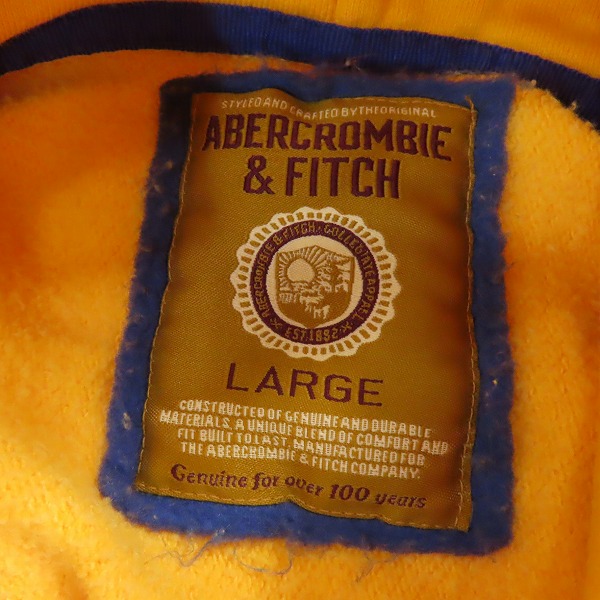 STYLED AND CRAFTED BY THE ORIGINAL
ABERCROMBIE
& FITCH
ABERCROMBIE & FITCH · COLLEGIATE APPAREL
EST. 1892
LARGE
CONSTRUCTED OF GENUINE AND DURABLE
MATERIALS, A UNIQUE BLEND OF COMFORT AND
FIT BUILT TO LAST, MANUFACTURED FOR
THE ABERCROMBIE & FITCH COMPANY.
Genuine for over 100 years